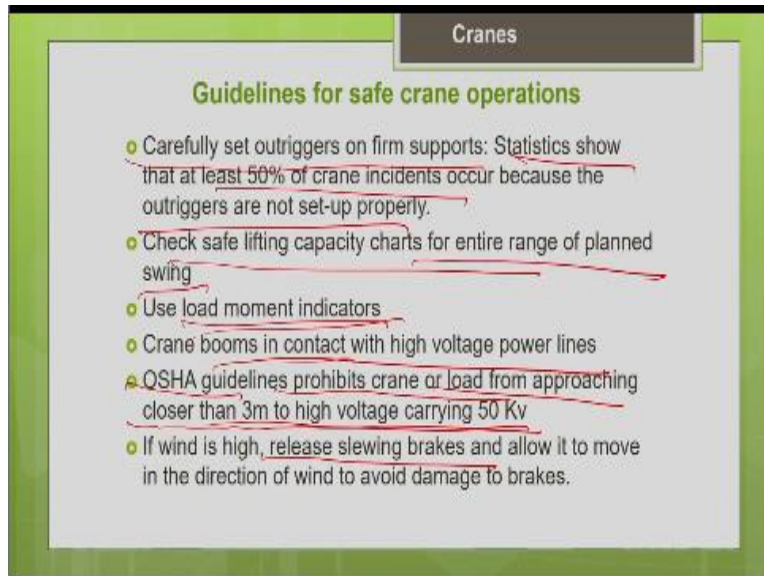 Cranes
Guidelines for safe crane operations
Carefully set outriggers on firm supports: Statistics show
that at least 50% of crane incidents occur because the
outriggers are not set-up properly.
Check safe lifting capacity charts for entire range of planned
swing
Use load moment indicators
Crane booms in contact with high voltage power lines
OSHA guidelines prohibits crane or load from approaching
closer than 3m to high voltage carrying 50 Kv
If wind is high, release slewing brakes and allow it to move
in the direction of wind to avoid damage to brakes.